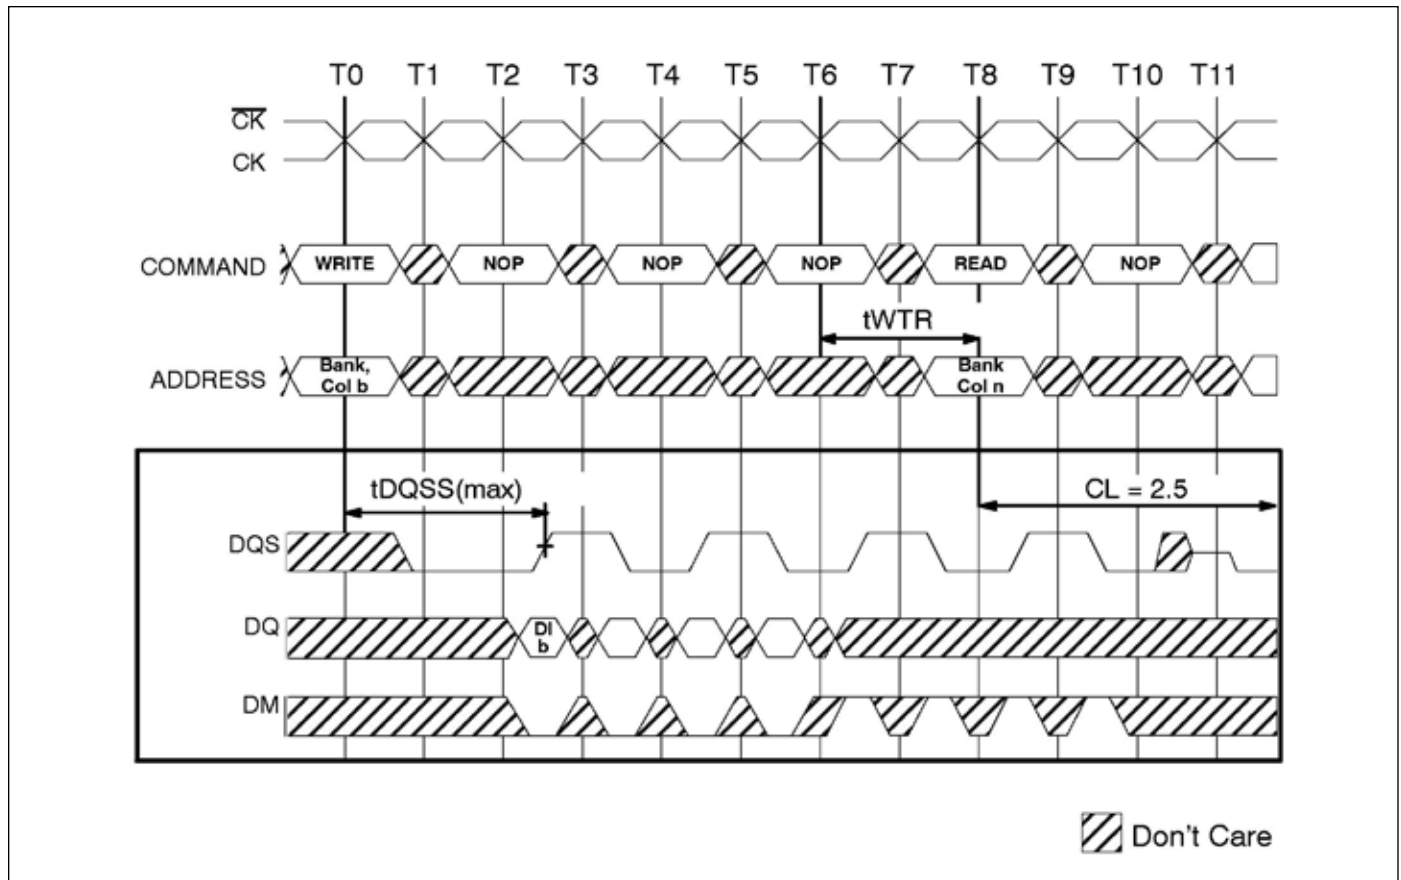 T0 T1 T2 T3 T4 T5 T6 T7 T8 T9 T10 T11
CK
CK
COMMAND WRITE NOP NOP NOP READ NOP
tWTR
ADDRESS Bank, Col b Bank Col n
tDQSS(max) CL = 2.5
DQS
DQ DI b
DM
Don't Care